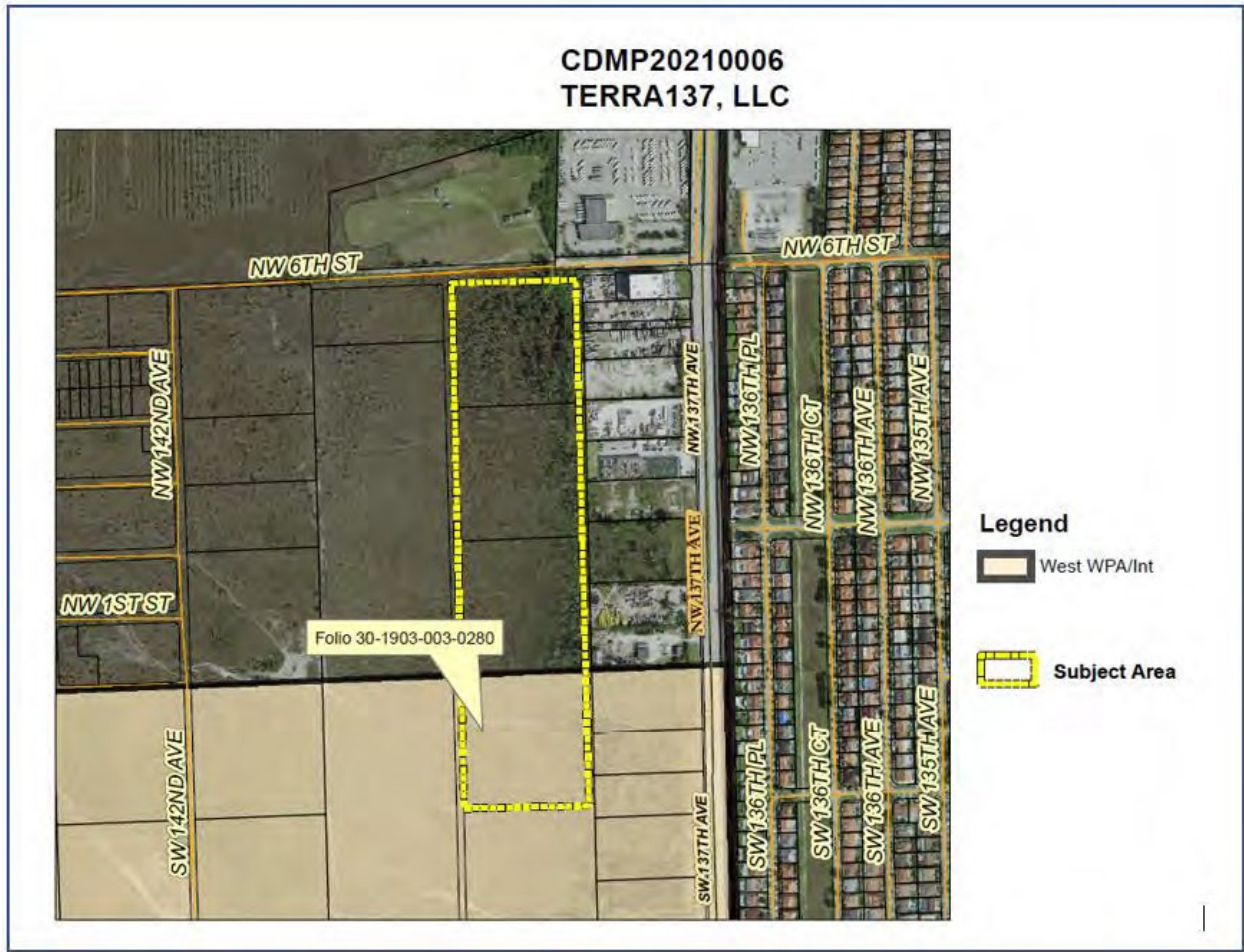 CDMP20210006
TERRA137, LLC
NW 6TH ST
NW 6TH ST
NW 142ND AVE
NW 137TH AVE
NW 136TH PL
NW 136TH CT
NW 136TH AVE
NW 135TH AVE
NW 137TH AVE
NW 1ST ST
Folio 30-1903-003-0280
SW 142ND AVE
SW 137TH AVE
SW 136TH PL
SW 136TH CT
SW 136TH AVE
SW 135TH AVE
Legend
West WPA/Int
Subject Area